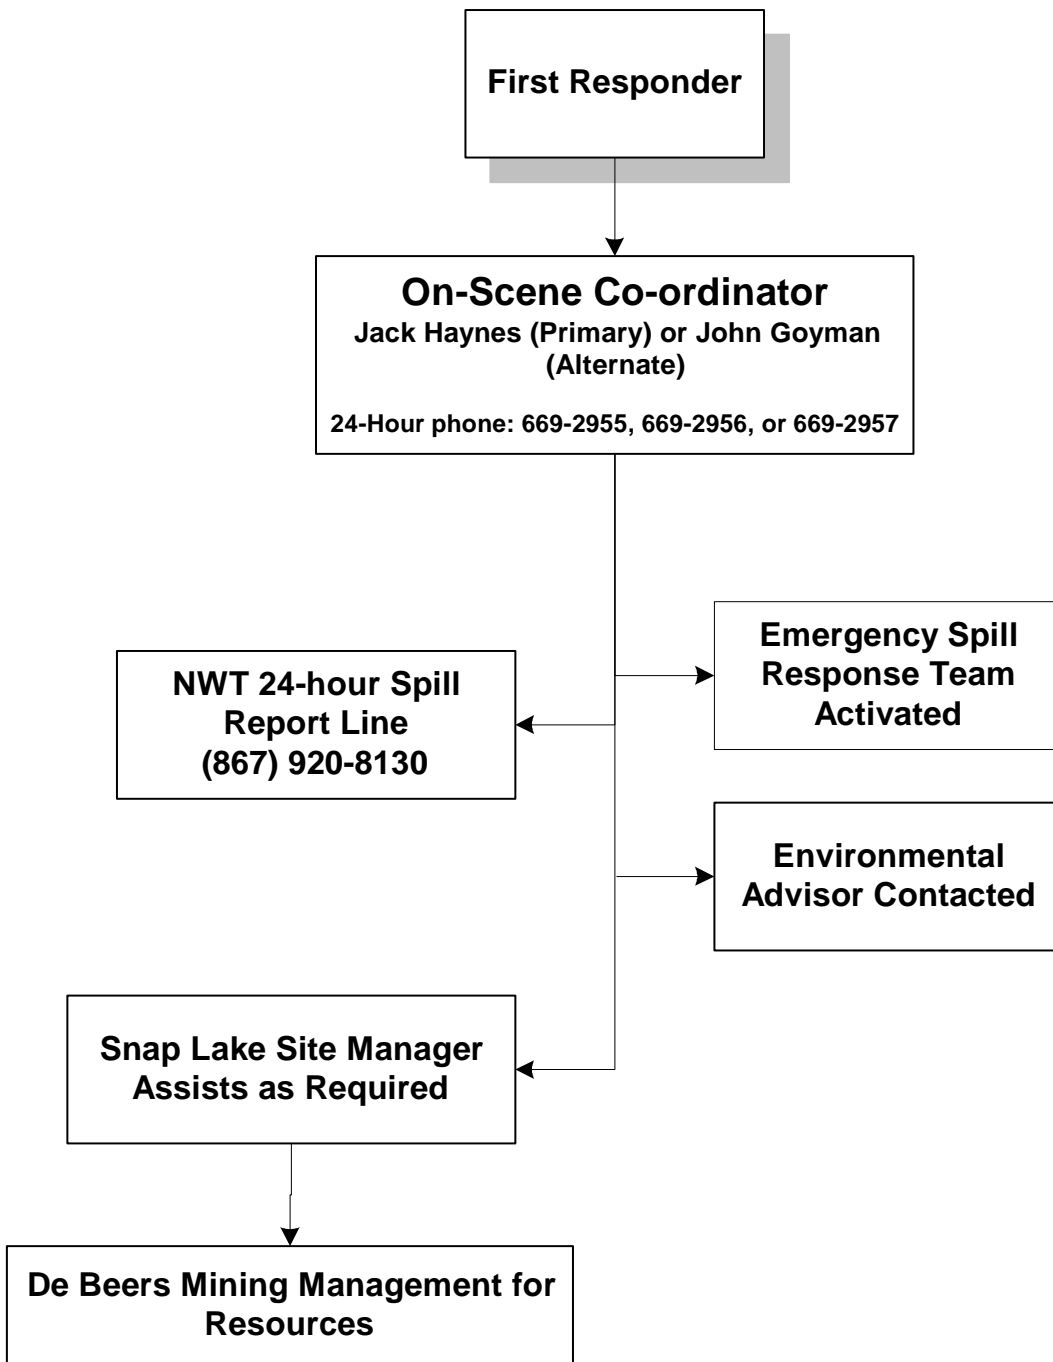 First Responder
On-Scene Co-ordinator
Jack Haynes (Primary) or John Goyman
(Alternate)
24-Hour phone: 669-2955, 669-2956, or 669-2957
Emergency Spill
Response Team
Activated
NWT 24-hour Spill
Report Line
(867) 920-8130
Environmental
Advisor Contacted
Snap Lake Site Manager
Assists as Required
De Beers Mining Management for
Resources